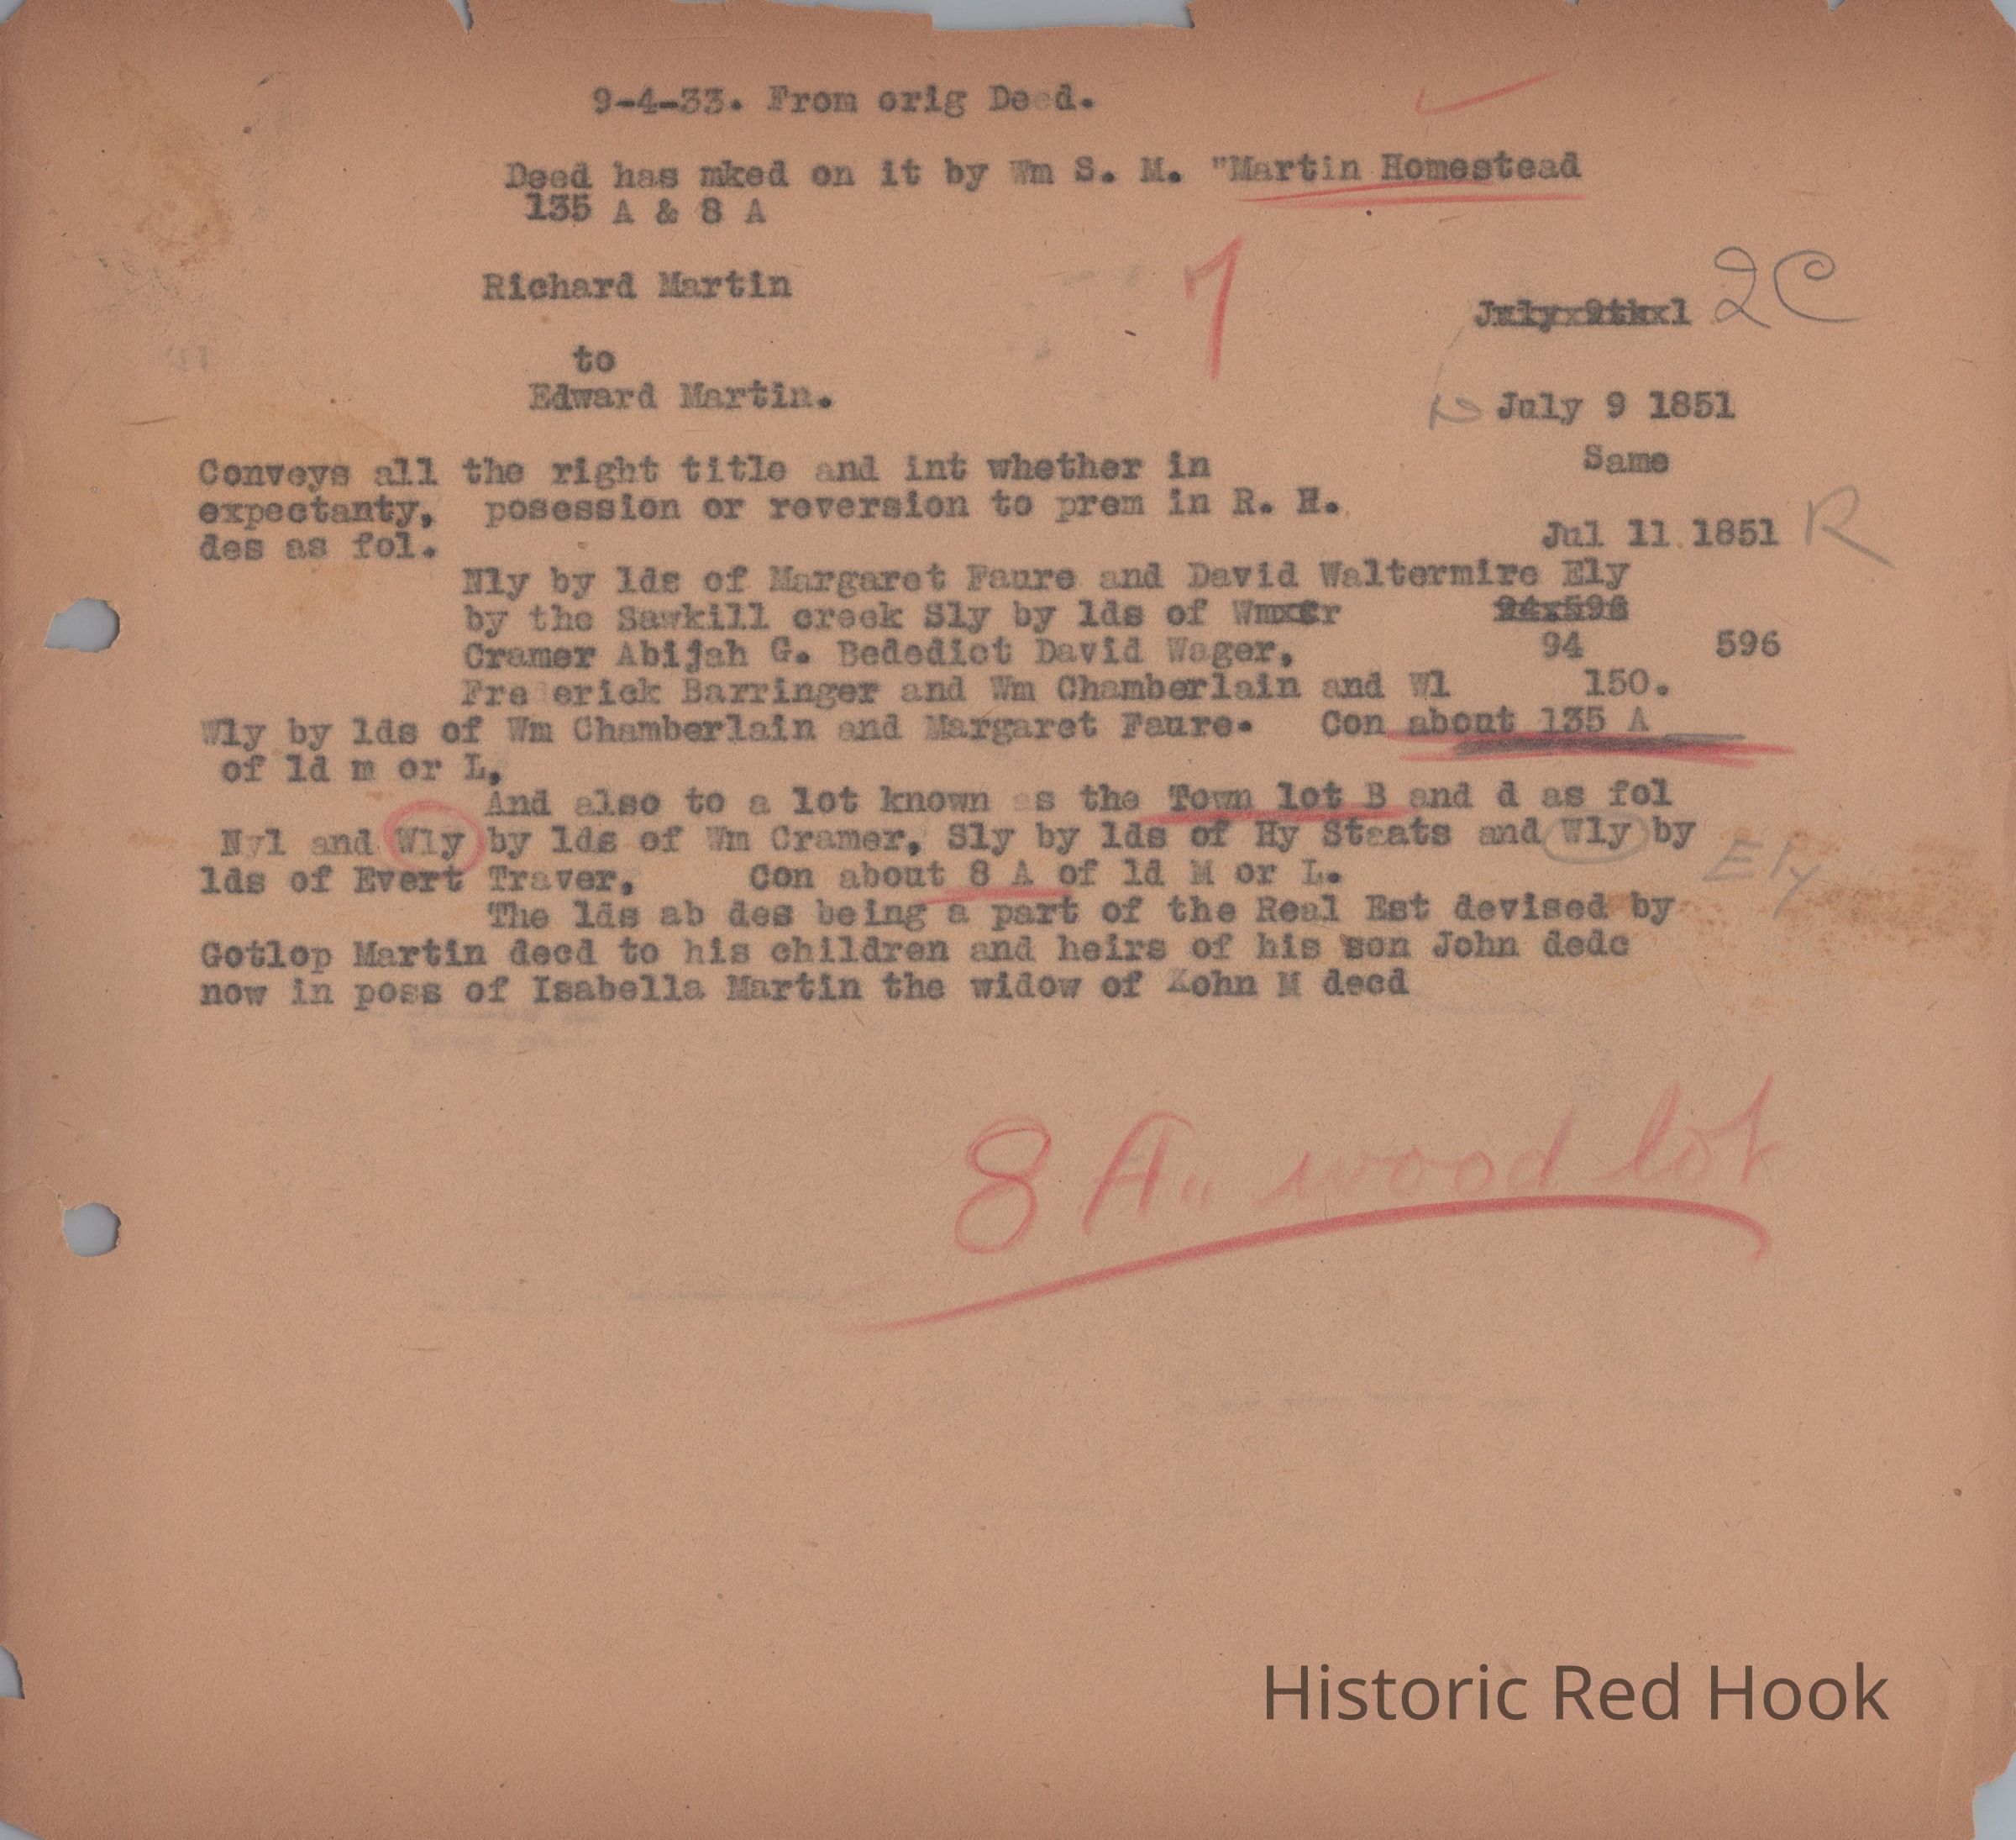 9-4-33. From orig Deed.
Deed has mked on it by Wm S. M. "Martin Homestead
135 A & 8 A
Richard Martin
7
2C
July 9th 1
to
Edward Martin.
July 9 1851
Same
Conveys all the right title and int whether in
expectanty, posession or reversion to prem in R. H.
des as fol.
Jul 11 1851 R
Nly by lds of Margaret Faure and David Waltermire Ely
by the Sawkill creek Sly by lds of Wmxer
94x596
Cramer Abijah G. Bededict David Wager,
94 596
Frederick Barringer and Wm Chamberlain and Wl
150.
Wly by lds of Wm Chamberlain and Margaret Faure. Con about 135 A
of ld m or L,
And also to a lot known as the Town lot B and d as fol
Nyl and Wly by lds of Wm Cramer, Sly by lds of Hy Staats and Wly by
Ely
lds of Evert Traver, Con about 8 A of ld M or L.
The lds ab des being a part of the Real Est devised by
Gotlop Martin decd to his children and heirs of his son John dedc
now in poss of Isabella Martin the widow of Kohn M decd
8 A.. wood lot
Historic Red Hook